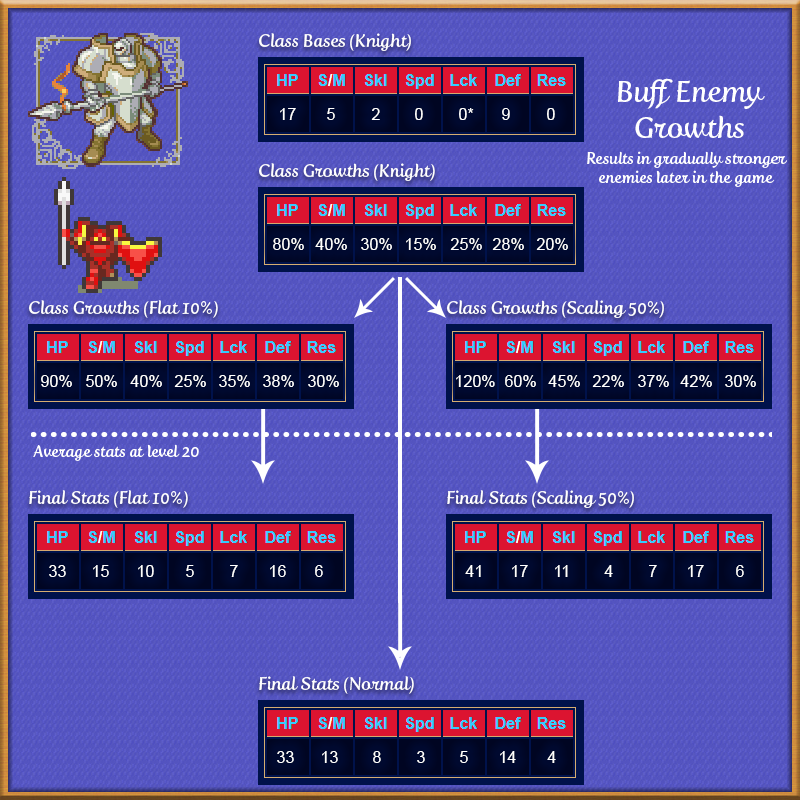 Class Bases (Knight)
HP S/M Skl Spd Lck Def Res
17 5 2 0 0* 9 0
Buff Enemy
Growths
Results in gradually stronger
enemies later in the game
Class Growths (Knight)
HP S/M Skl Spd Lck Def Res
80% 40% 30% 15% 25% 28% 20%
Class Growths (Flat 10%)
HP S/M Skl Spd Lck Def Res
90% 50% 40% 25% 35% 38% 30%
Class Growths (Scaling 50%)
HP S/M Skl Spd Lck Def Res
120% 60% 45% 22% 37% 42% 30%
Average stats at level 20
Final Stats (Flat 10%)
HP S/M Skl Spd Lck Def Res
33 15 10 5 7 16 6
Final Stats (Scaling 50%)
HP S/M Skl Spd Lck Def Res
41 17 11 4 7 17 6
Final Stats (Normal)
HP S/M Skl Spd Lck Def Res
33 13 8 3 5 14 4